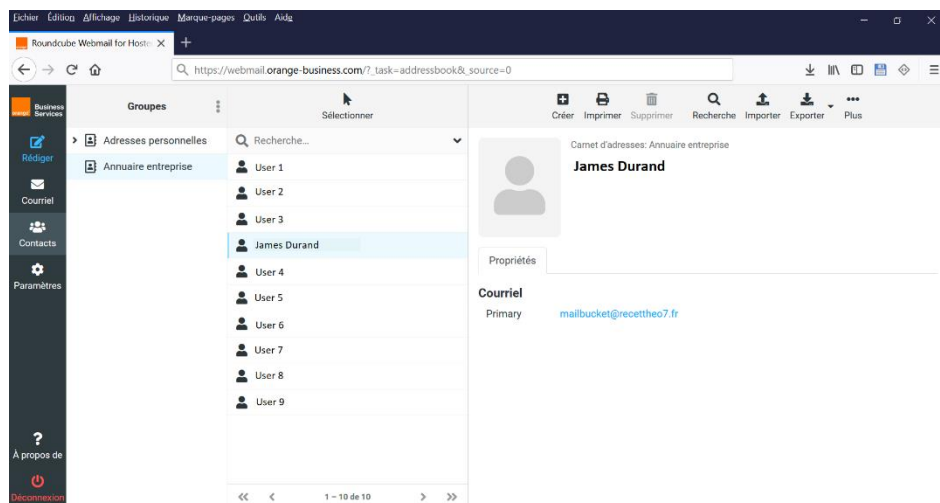 Fichier Édition Affichage Historique Marque-pages Outils Aide
Roundcube Webmail for Hoste
https://webmail.orange-business.com/?_task=addressbook&_source=0
Business
Services
orange
Rédiger
Courriel
Contacts
Paramètres
À propos de
Déconnexion
Groupes
Adresses personnelles
Annuaire entreprise
Sélectionner
Recherche...
User 1
User 2
User 3
James Durand
User 4
User 5
User 6
User 7
User 8
User 9
1 – 10 de 10
Créer Imprimer Supprimer Recherche Importer Exporter Plus
Carnet d'adresses: Annuaire entreprise
James Durand
Propriétés
Courriel
Primary mailbucket@recettheo7.fr